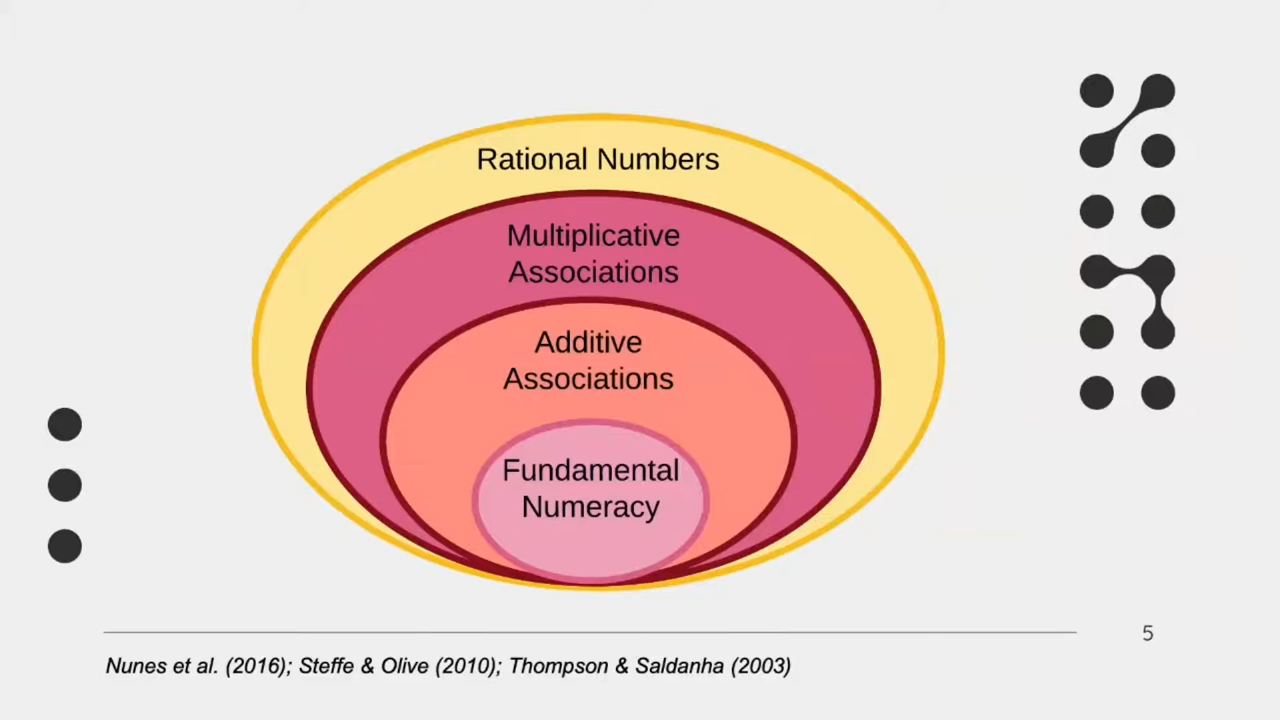 Rational Numbers
Multiplicative
Associations
Additive
Associations
Fundamental
Numeracy
5
Nunes et al. (2016); Steffe & Olive (2010); Thompson & Saldanha (2003)